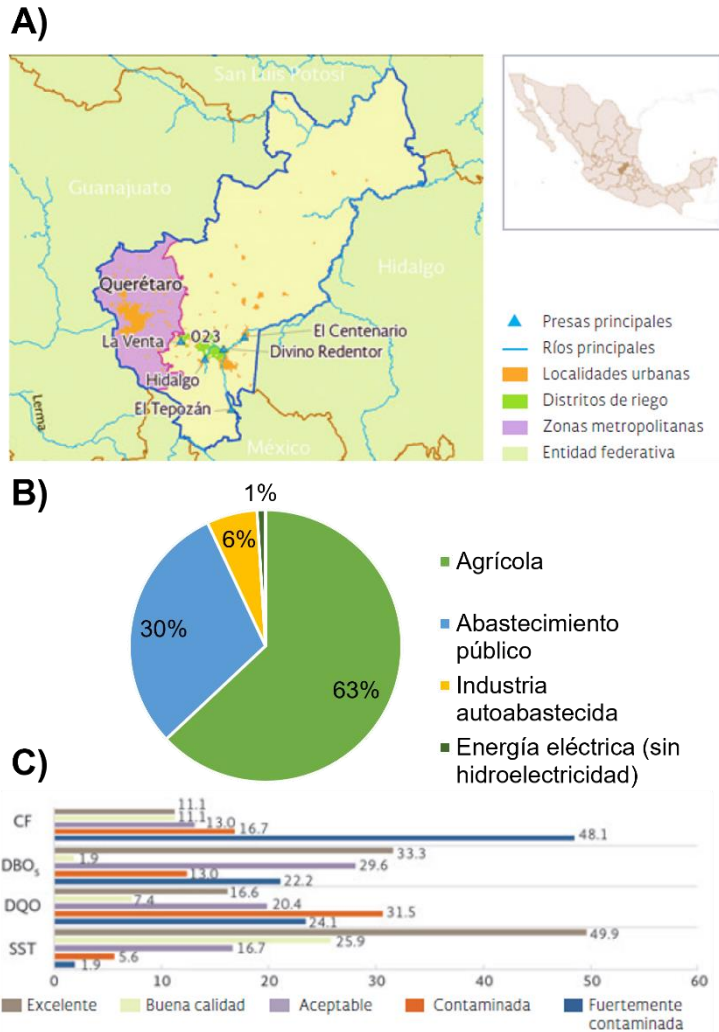 A)
San Luis Potosí
Guanajuato
Hidalgo
Querétaro
La Venta
023
El Centenario
Divino Redentor
Hidalgo
El Tepozán
Lerma
México
Presas principales
Ríos principales
Localidades urbanas
Distritos de riego
Zonas metropolitanas
Entidad federativa
B)
1%
6%
30%
63%
Agrícola
Abastecimiento
público
Industria
autoabastecida
Energía eléctrica (sin
hidroelectricidad)
C)
CF
11.1
11.1
13.0
16.7
48.1
DBO5
33.3
1.9
29.6
13.0
22.2
DQO
16.6
7.4
20.4
31.5
24.1
SST
49.9
25.9
16.7
5.6
1.9
0 10 20 30 40 50 60
Excelente Buena calidad Aceptable Contaminada Fuertemente
contaminada